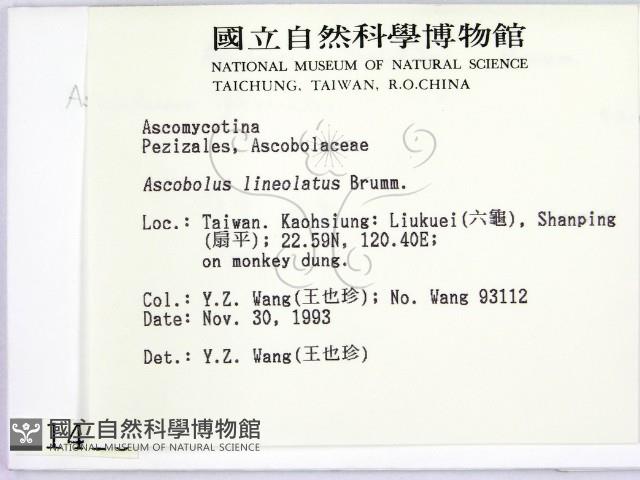 國立自然科學博物館
NATIONAL MUSEUM OF NATURAL SCIENCE
TAICHUNG, TAIWAN, R.O.CHINA
Ascomycotina
Pezizales, Ascobolaceae
Ascobolus lineolatus Brumm.
Loc.: Taiwan. Kaohsiung: Liukuei(六龜), Shanping
(扇平); 22.59N, 120.40E;
on monkey dung.
Col.: Y.Z. Wang(王也珍); No. Wang 93112
Date: Nov. 30, 1993
Det.: Y.Z. Wang(王也珍)
14
國立自然科學博物館
NATIONAL MUSEUM OF NATURAL SCIENCE